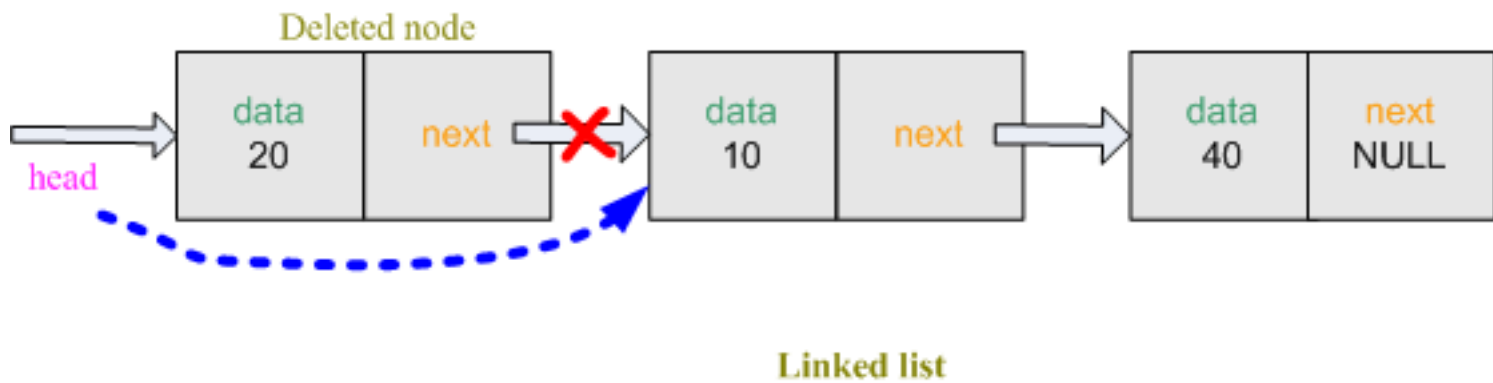 Deleted node
head
data
20
next
data
10
next
data
40
next
NULL
Linked list